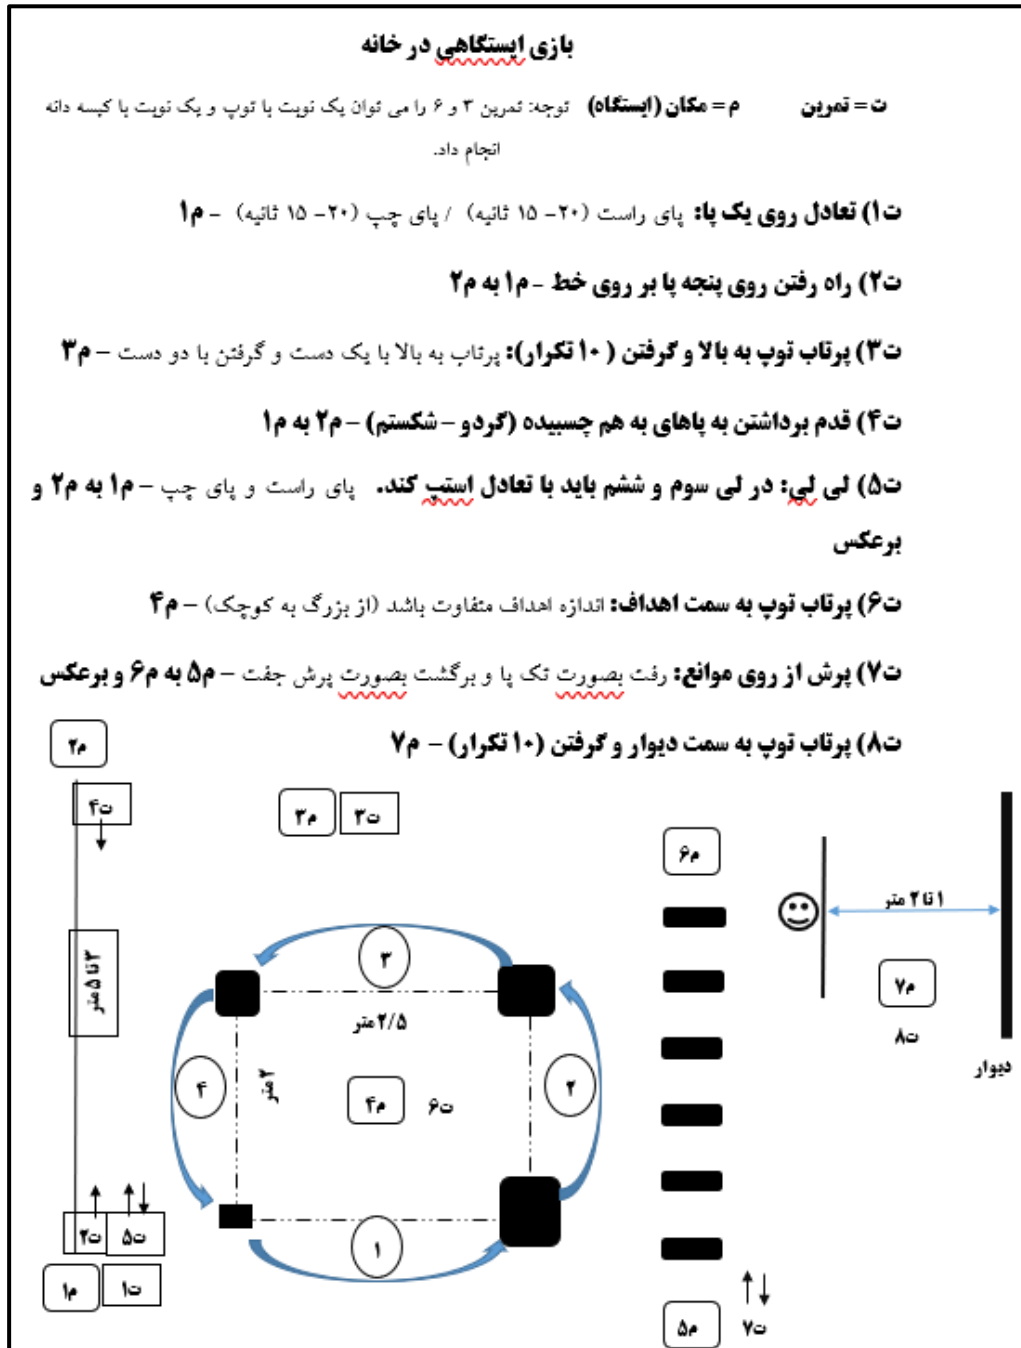 بازی ایستگاهی در خانه
ت = تمرین م = مکان (ایستگاه) توجه: تمرین ۳ و ۶ را می توان یک نوبت با توپ و یک نوبت با کیسه دانه
انجام داد.
ت۱) تعادل روی یک پا: پای راست (۲۰- ۱۵ ثانیه) / پای چپ (۲۰- ۱۵ ثانیه) - م۱
ت۲) راه رفتن روی پنجه پا بر روی خط - م۱ به م۲
ت۳) پرتاب توپ به بالا و گرفتن ( ۱۰ تکرار): پرتاب به بالا با یک دست و گرفتن با دو دست – م۳
ت۴) قدم برداشتن به پاهای به هم چسبیده (گردو – شکستم) – م۲ به م۱
ت۵) لی لی: در لی سوم و ششم باید با تعادل استپ کند. پای راست و پای چپ – م۱ به م۲ و
برعکس
ت۶) پرتاب توپ به سمت اهداف: اندازه اهداف متفاوت باشد (از بزرگ به کوچک) – م۴
ت۷) پرش از روی موانع: رفت بصورت تک پا و برگشت بصورت پرش جفت – م۵ به م۶ و برعکس
ت۸) پرتاب توپ به سمت دیوار و گرفتن (۱۰ تکرار) – م۷
م۲
ت۴
ت۳ م۳
م۶
۱ تا ۲ متر
۳
۳ تا ۵ متر
م۷
۲/۵ متر
ت۸
دیوار
۴
۲ متر
ت۶ م۴
۲
ت۲ ت۵
۱
م۱ ت۱
م۵ ت۷